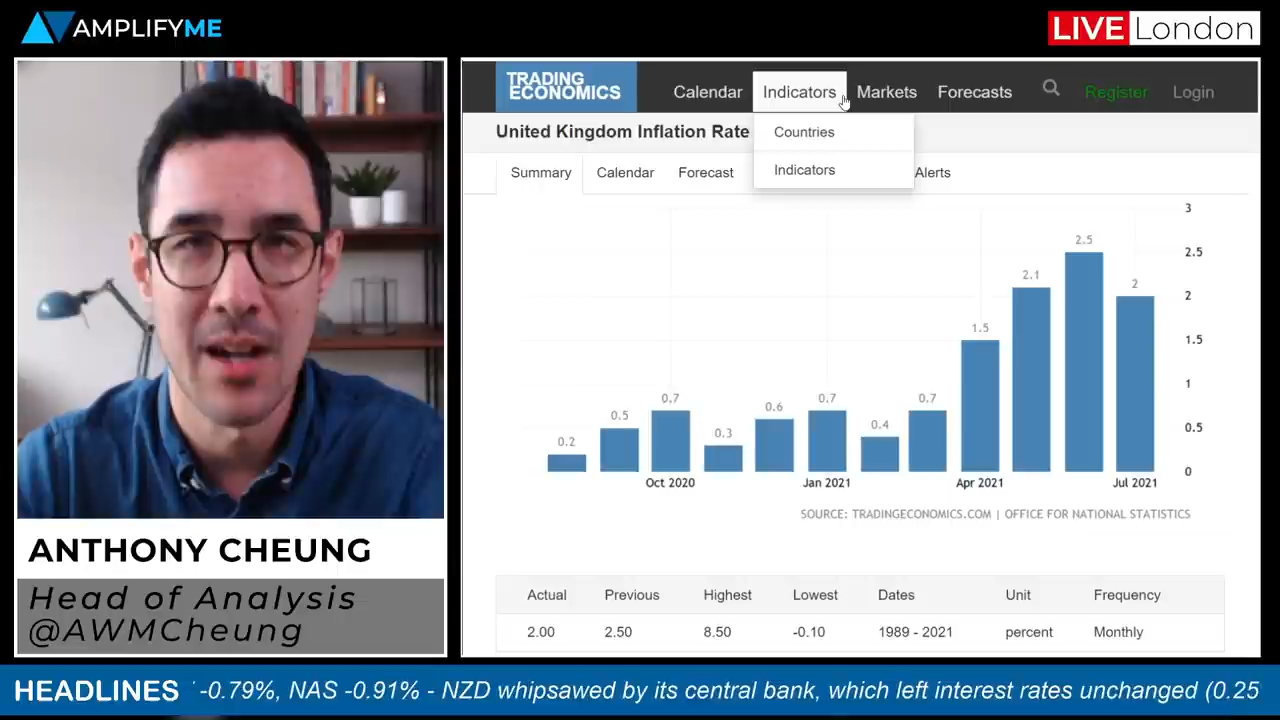 AMPLIFYME
LIVE London
TRADING
ECONOMICS
Calendar Indicators Markets Forecasts Register Login
United Kingdom Inflation Rate
Countries
Indicators
Summary Calendar Forecast Alerts
3
2.5
2
1.5
1
0.5
0
0.2 0.5 0.7 0.3 0.6 0.7 0.4 0.7 1.5 2.1 2.5 2
Oct 2020 Jan 2021 Apr 2021 Jul 2021
SOURCE: TRADINGECONOMICS.COM | OFFICE FOR NATIONAL STATISTICS
Actual Previous Highest Lowest Dates Unit Frequency
2.00 2.50 8.50 -0.10 1989 - 2021 percent Monthly
ANTHONY CHEUNG
Head of Analysis
@AWMCheung
HEADLINES -0.79%, NAS -0.91% - NZD whipsawed by its central bank, which left interest rates unchanged (0.25